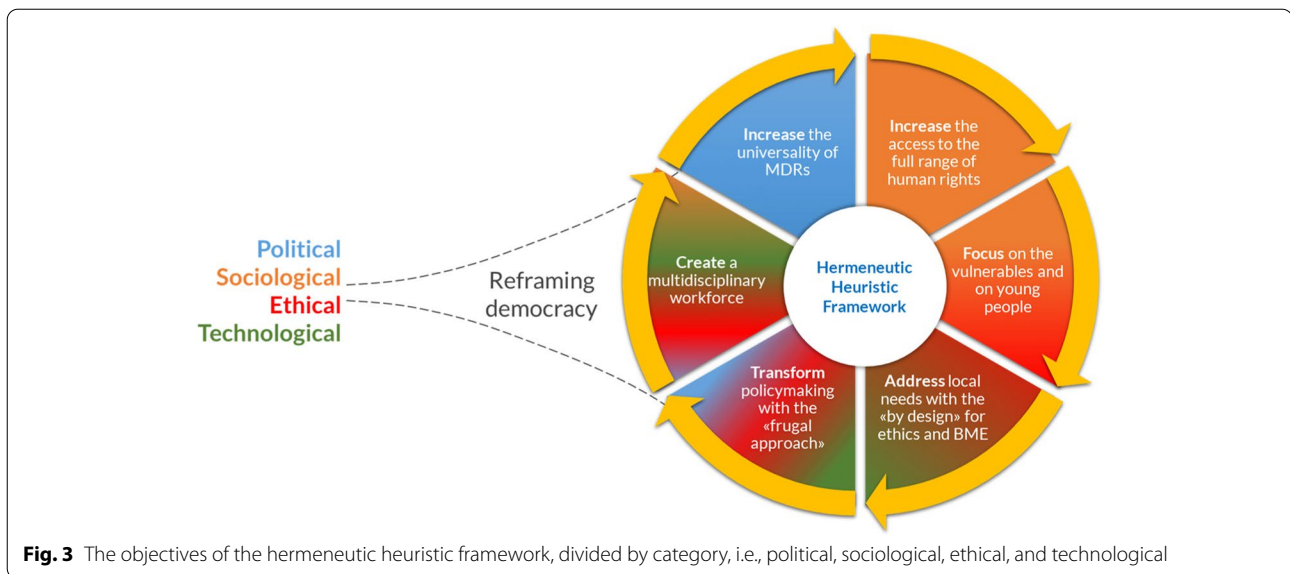 Political
Sociological
Ethical
Technological
Reframing
democracy
Increase the
universality of
MDRs
Increase the
access to the
full range of
human rights
Focus on the
vulnerables and
on young
people
Address local
needs with the
«by design» for
ethics and BME
Transform
policymaking
with the
«frugal
approach»
Create a
multidisciplinary
workforce
Hermeneutic
Heuristic
Framework
Fig. 3 The objectives of the hermeneutic heuristic framework, divided by category, i.e., political, sociological, ethical, and technological